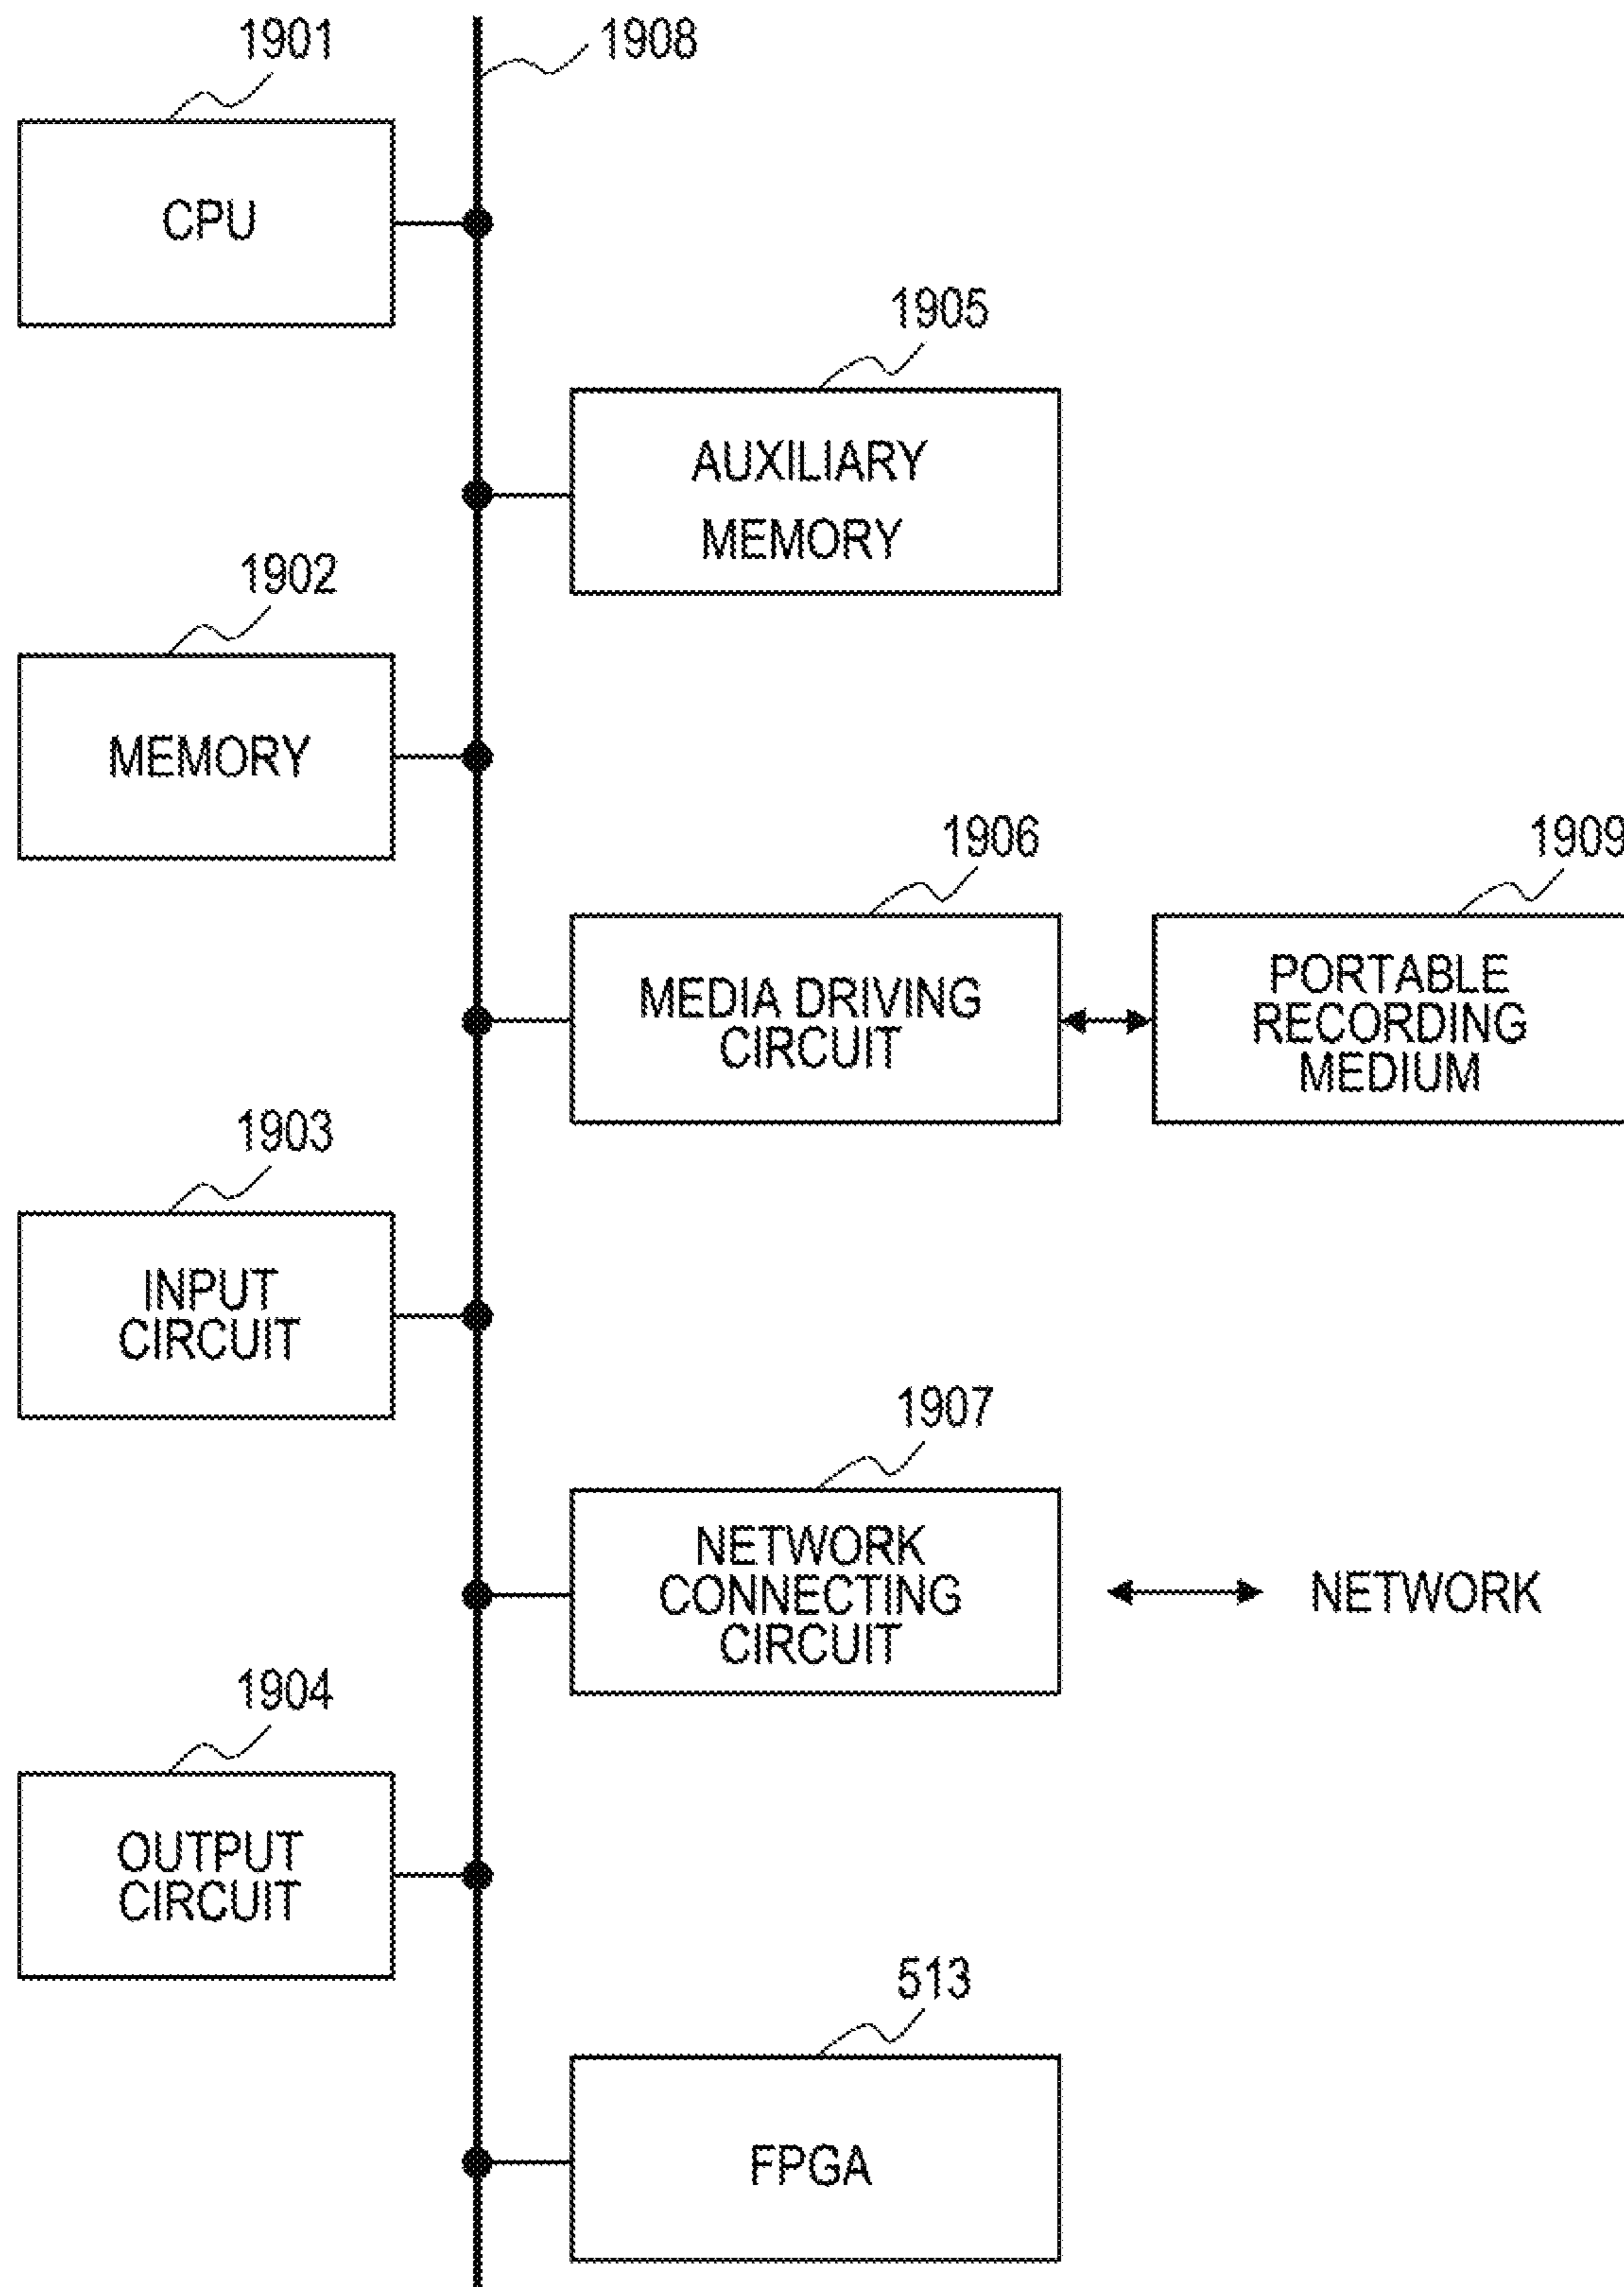 1901
1908
CPU
1905
AUXILIARY
MEMORY
1902
MEMORY
1906
1909
MEDIA DRIVING
CIRCUIT
PORTABLE
RECORDING
MEDIUM
1903
INPUT
CIRCUIT
1907
NETWORK
CONNECTING
CIRCUIT
NETWORK
1904
OUTPUT
CIRCUIT
513
FPGA